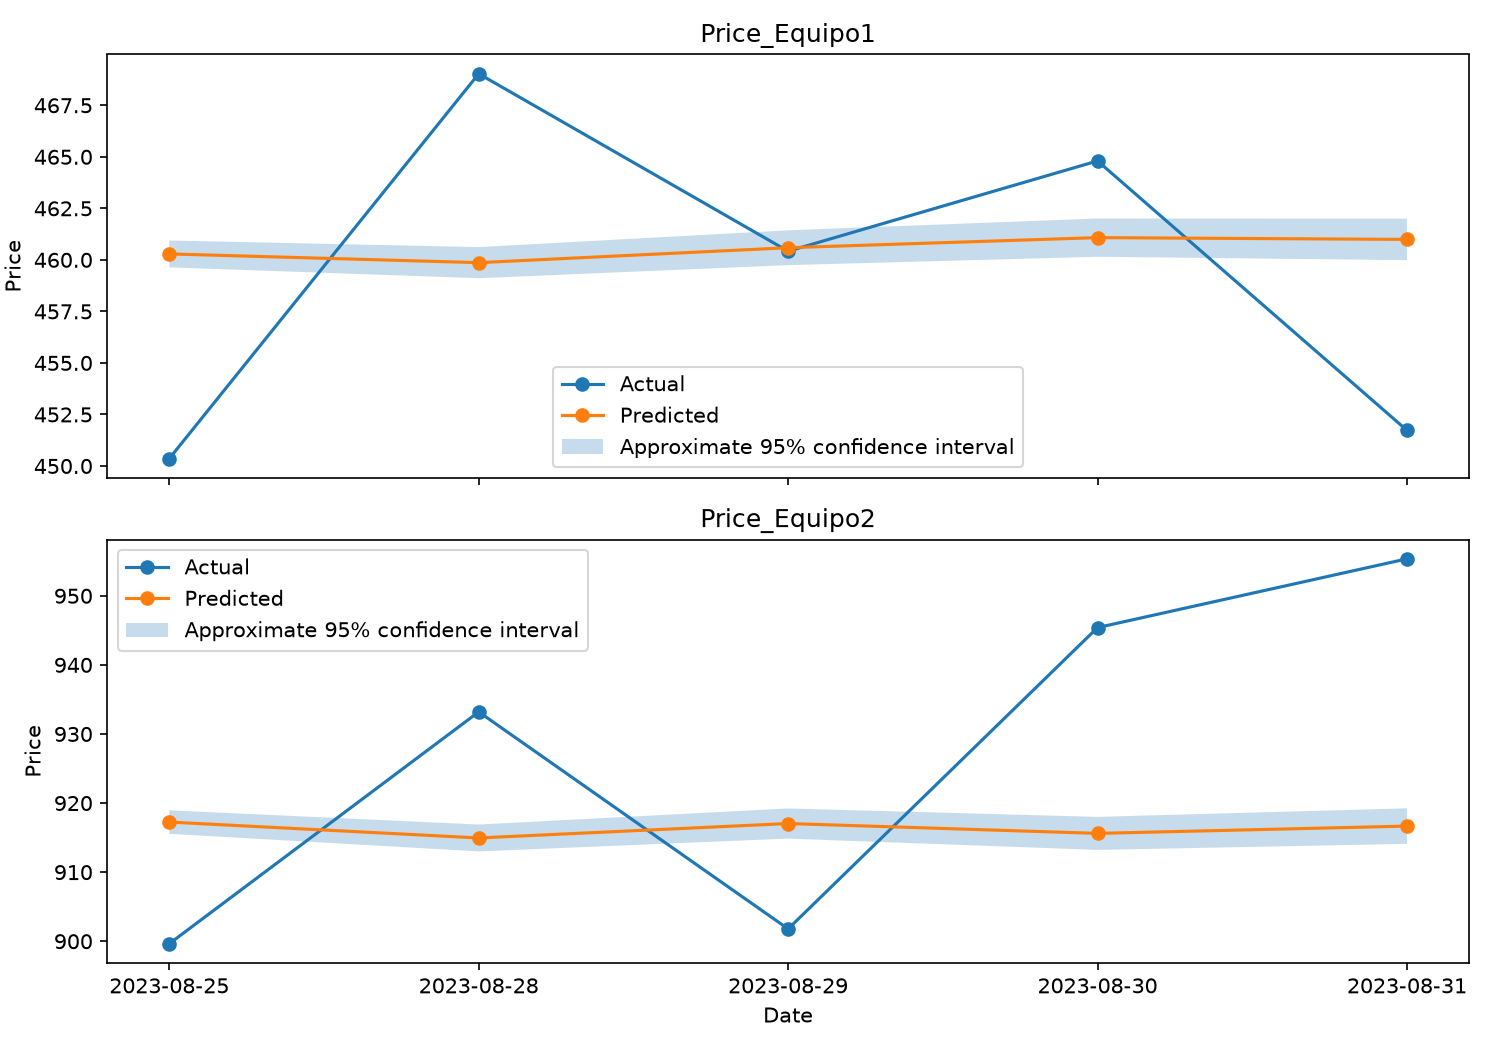 Price_Equipo1
Price
467.5
465.0
462.5
460.0
457.5
455.0
452.5
450.0
Actual
Predicted
Approximate 95% confidence interval
Price_Equipo2
Price
950
940
930
920
910
900
Actual
Predicted
Approximate 95% confidence interval
2023-08-25 2023-08-28 2023-08-29 2023-08-30 2023-08-31
Date